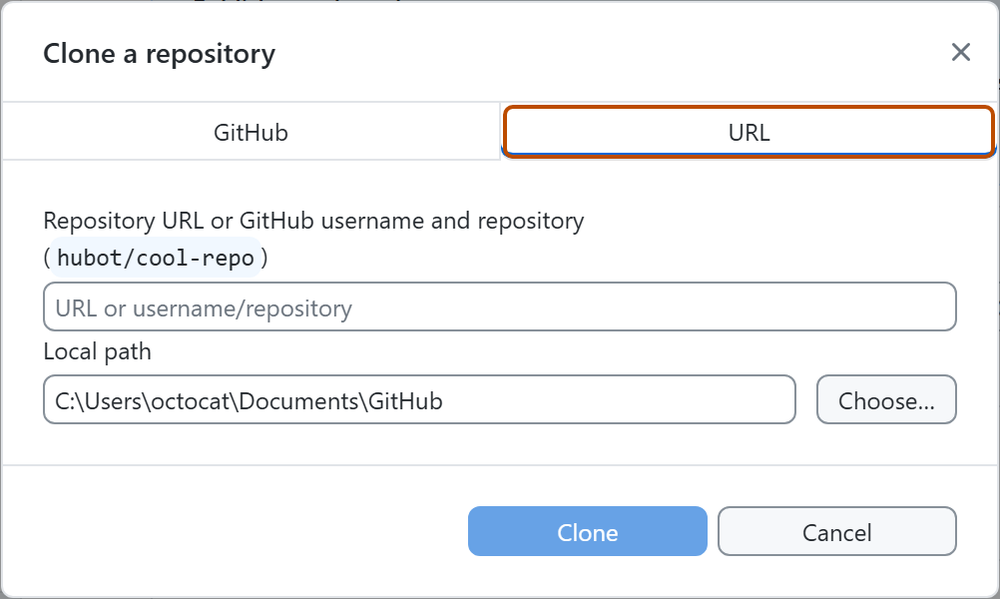 Clone a repository
GitHub
URL
Repository URL or GitHub username and repository
(hubot/cool-repo)
URL or username/repository
Local path
C:\Users\octocat\Documents\GitHub
Choose...
Clone
Cancel